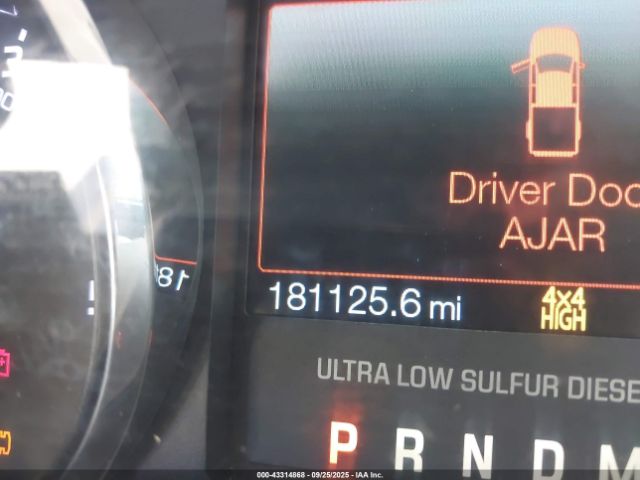 Driver Doo
AJAR
181125.6 mi
4x4
HIGH
ULTRA LOW SULFUR DIESE
P R N D M
000-43314868 - 09/25/2025 - IAA Inc.